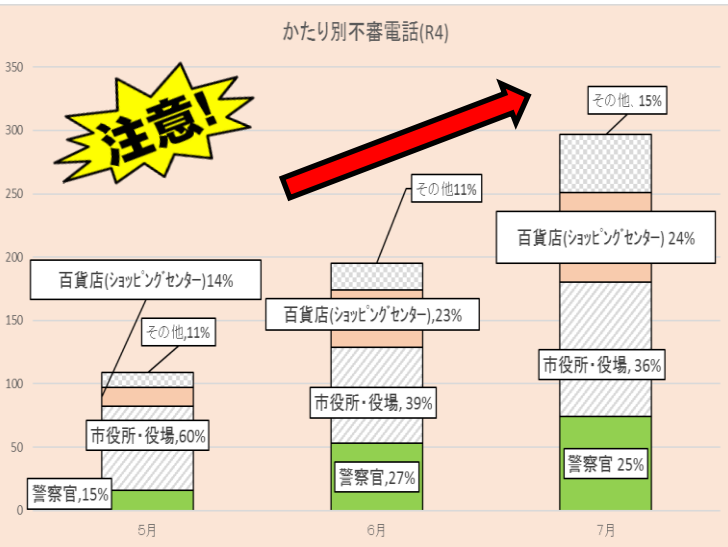 かたり別不審電話(R4)
注意!
350
300
250
200
150
100
50
0
百貨店(ショッピングセンター)14%
その他,11%
市役所・役場,60%
警察官,15%
5月
その他11%
百貨店(ショッピングセンター),23%
市役所・役場, 39%
警察官,27%
6月
その他、15%
百貨店(ショッピングセンター) 24%
市役所・役場, 36%
警察官 25%
7月